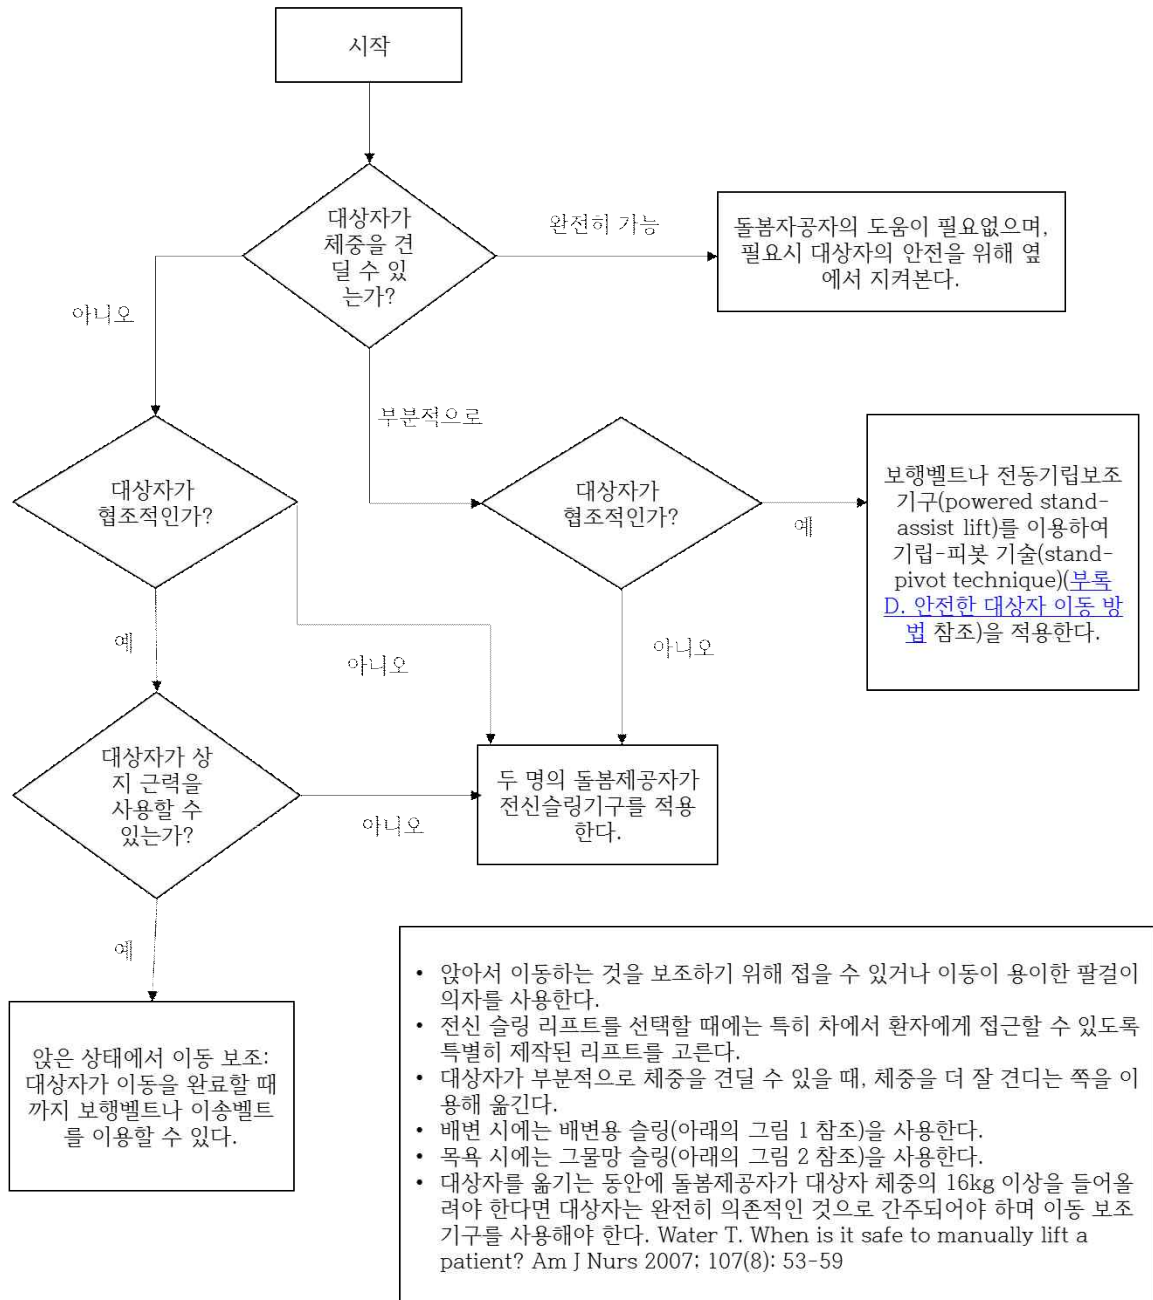 시작
대상자가
체중을 견
딜 수 있
는가?
완전히 가능
돌봄자공자의 도움이 필요없으며,
필요시 대상자의 안전을 위해 옆
에서 지켜본다.
아니오
부분적으로
대상자가
협조적인가?
대상자가
협조적인가?
예
보행벨트나 전동기립보조
기구(powered stand-
assist lift)를 이용하여
기립-피봇 기술(stand-
pivot technique)(부록
D. 안전한 대상자 이동 방
법 참조)을 적용한다.
예
아니오
아니오
대상자가 상
지 근력을
사용할 수
있는가?
아니오
두 명의 돌봄제공자가
전신슬링기구를 적용
한다.
예
앉은 상태에서 이동 보조:
대상자가 이동을 완료할 때
까지 보행벨트나 이송벨트
를 이용할 수 있다.
• 앉아서 이동하는 것을 보조하기 위해 접을 수 있거나 이동이 용이한 팔걸이
의자를 사용한다.
• 전신 슬링 리프트를 선택할 때에는 특히 차에서 환자에게 접근할 수 있도록
특별히 제작된 리프트를 고른다.
• 대상자가 부분적으로 체중을 견딜 수 있을 때, 체중을 더 잘 견디는 쪽을 이
용해 옮긴다.
• 배변 시에는 배변용 슬링(아래의 그림 1 참조)을 사용한다.
• 목욕 시에는 그물망 슬링(아래의 그림 2 참조)을 사용한다.
• 대상자를 옮기는 동안에 돌봄제공자가 대상자 체중의 16kg 이상을 들어올
려야 한다면 대상자는 완전히 의존적인 것으로 간주되어야 하며 이동 보조
기구를 사용해야 한다. Water T. When is it safe to manually lift a
patient? Am J Nurs 2007; 107(8): 53-59